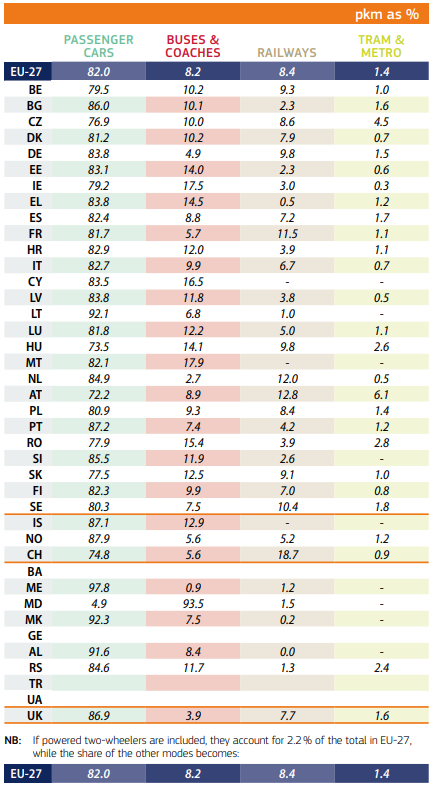 pkm as %
PASSENGER CARS BUSES & COACHES RAILWAYS TRAM & METRO
EU-27 82.0 8.2 8.4 1.4
BE 79.5 10.2 9.3 1.0
BG 86.0 10.1 2.3 1.6
CZ 76.9 10.0 8.6 4.5
DK 81.2 10.2 7.9 0.7
DE 83.8 4.9 9.8 1.5
EE 83.1 14.0 2.3 0.6
IE 79.2 17.5 3.0 0.3
EL 83.8 14.5 0.5 1.2
ES 82.4 8.8 7.2 1.7
FR 81.7 5.7 11.5 1.1
HR 82.9 12.0 3.9 1.1
IT 82.7 9.9 6.7 0.7
CY 83.5 16.5 - -
LV 83.8 11.8 3.8 0.5
LT 92.1 6.8 1.0 -
LU 81.8 12.2 5.0 1.1
HU 73.5 14.1 9.8 2.6
MT 82.1 17.9 - -
NL 84.9 2.7 12.0 0.5
AT 72.2 8.9 12.8 6.1
PL 80.9 9.3 8.4 1.4
PT 87.2 7.4 4.2 1.2
RO 77.9 15.4 3.9 2.8
SI 85.5 11.9 2.6 -
SK 77.5 12.5 9.1 1.0
FI 82.3 9.9 7.0 0.8
SE 80.3 7.5 10.4 1.8
IS 87.1 12.9 - -
NO 87.9 5.6 5.2 1.2
CH 74.8 5.6 18.7 0.9
BA
ME 97.8 0.9 1.2 -
MD 4.9 93.5 1.5 -
MK 92.3 7.5 0.2 -
GE
AL 91.6 8.4 0.0 -
RS 84.6 11.7 1.3 2.4
TR
UA
UK 86.9 3.9 7.7 1.6
NB: If powered two-wheelers are included, they account for 2.2 % of the total in EU-27,
while the share of the other modes becomes:
EU-27 82.0 8.2 8.4 1.4